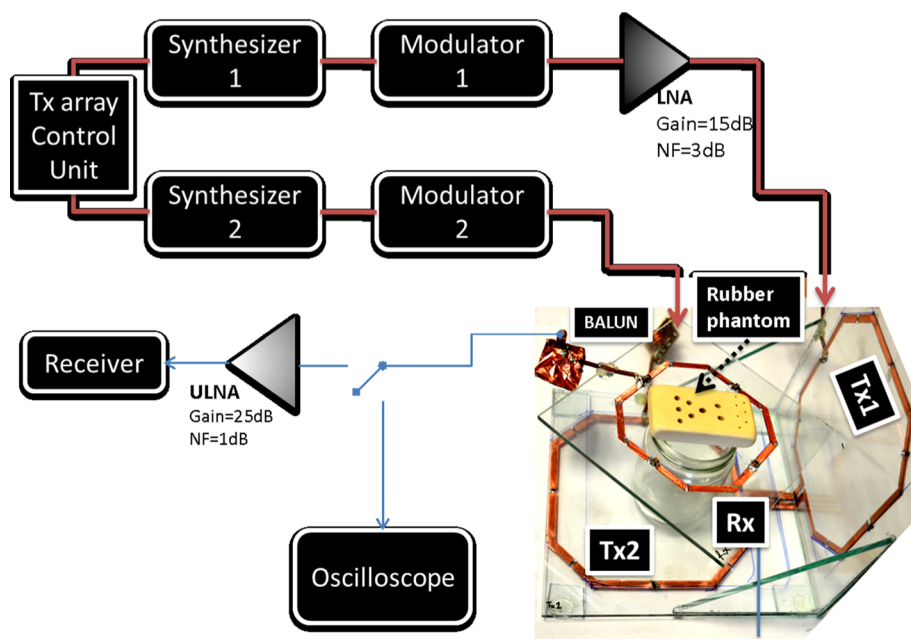 Synthesizer
1
Modulator
1
Tx array
Control
Unit
LNA
Gain=15dB
NF=3dB
Synthesizer
2
Modulator
2
Rubber
phantom
BALUN
Receiver
ULNA
Gain=25dB
NF=1dB
Tx1
Rx
Tx2
Oscilloscope
Tx2